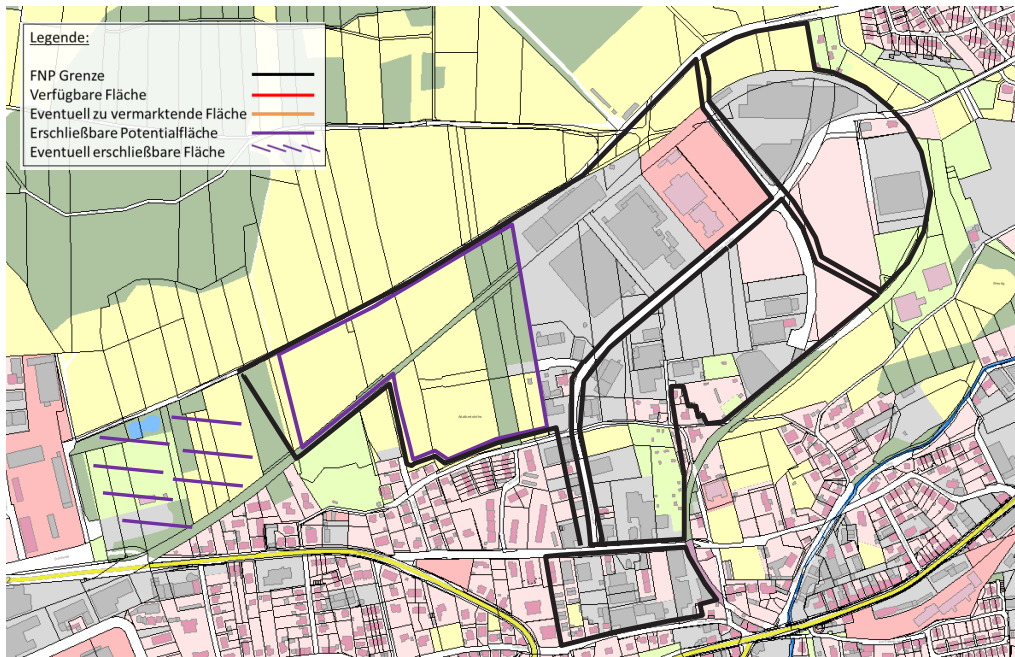 Legende:
FNP Grenze
Verfügbare Fläche
Eventuell zu vermarktende Fläche
Erschließbare Potentialfläche
Eventuell erschließbare Fläche